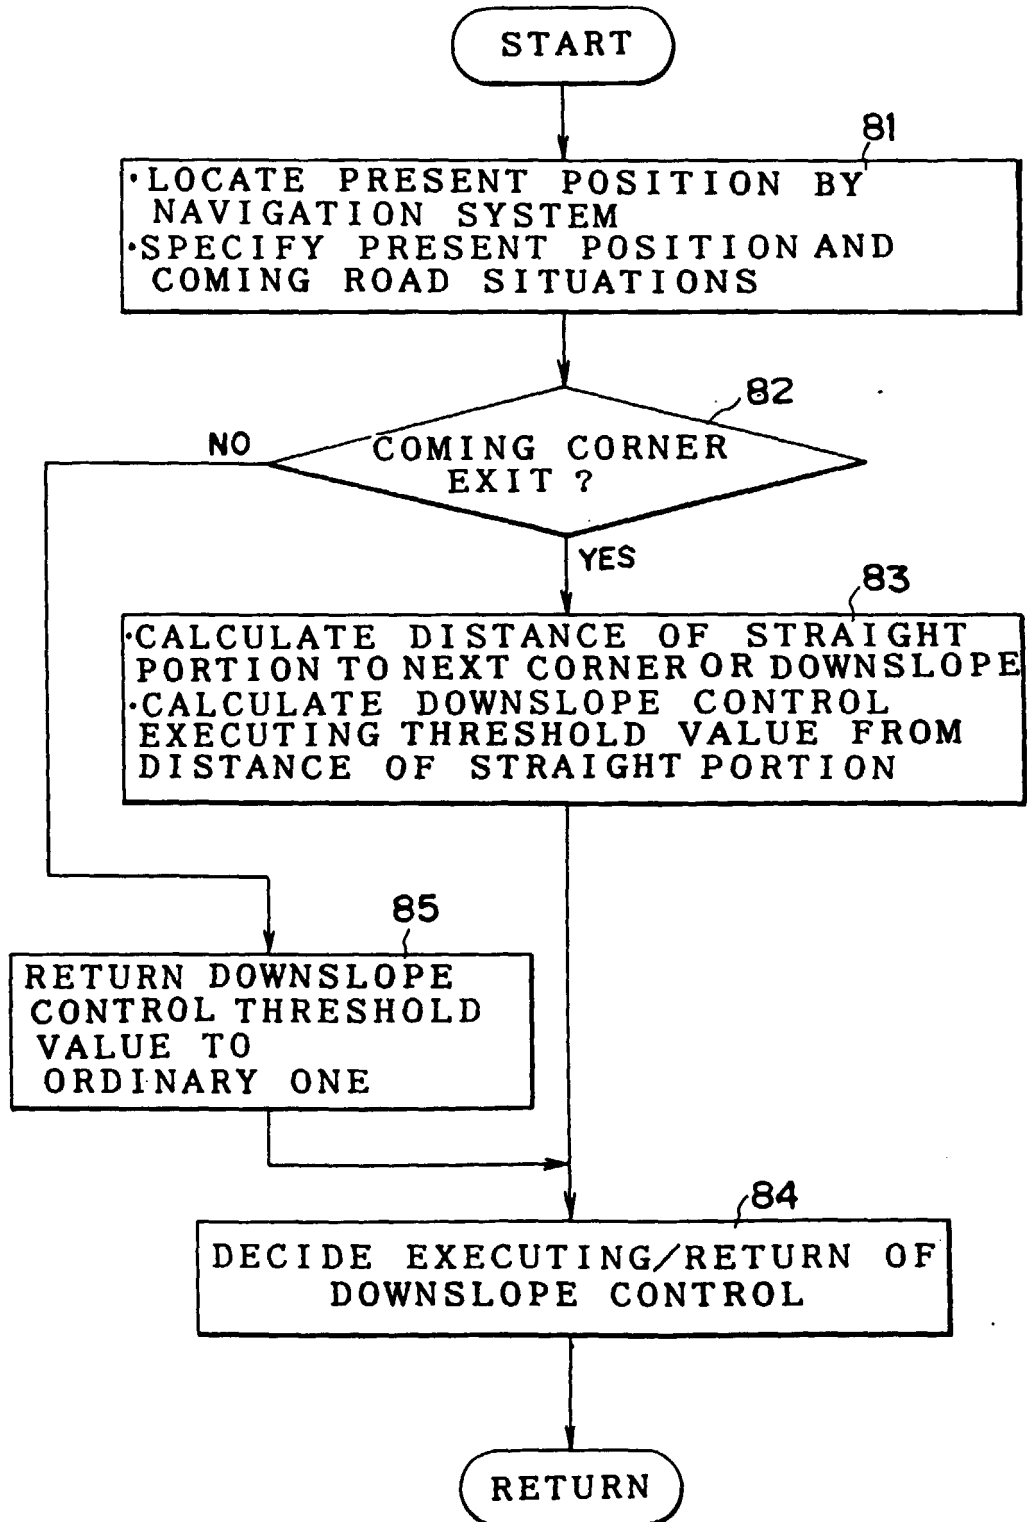 START
81
·LOCATE PRESENT POSITION BY
NAVIGATION SYSTEM
·SPECIFY PRESENT POSITION AND
COMING ROAD SITUATIONS
82
NO
COMING CORNER
EXIT ?
YES
83
·CALCULATE DISTANCE OF STRAIGHT
PORTION TO NEXT CORNER OR DOWNSLOPE
·CALCULATE DOWNSLOPE CONTROL
EXECUTING THRESHOLD VALUE FROM
DISTANCE OF STRAIGHT PORTION
85
RETURN DOWNSLOPE
CONTROL THRESHOLD
VALUE TO
ORDINARY ONE
84
DECIDE EXECUTING/RETURN OF
DOWNSLOPE CONTROL
RETURN